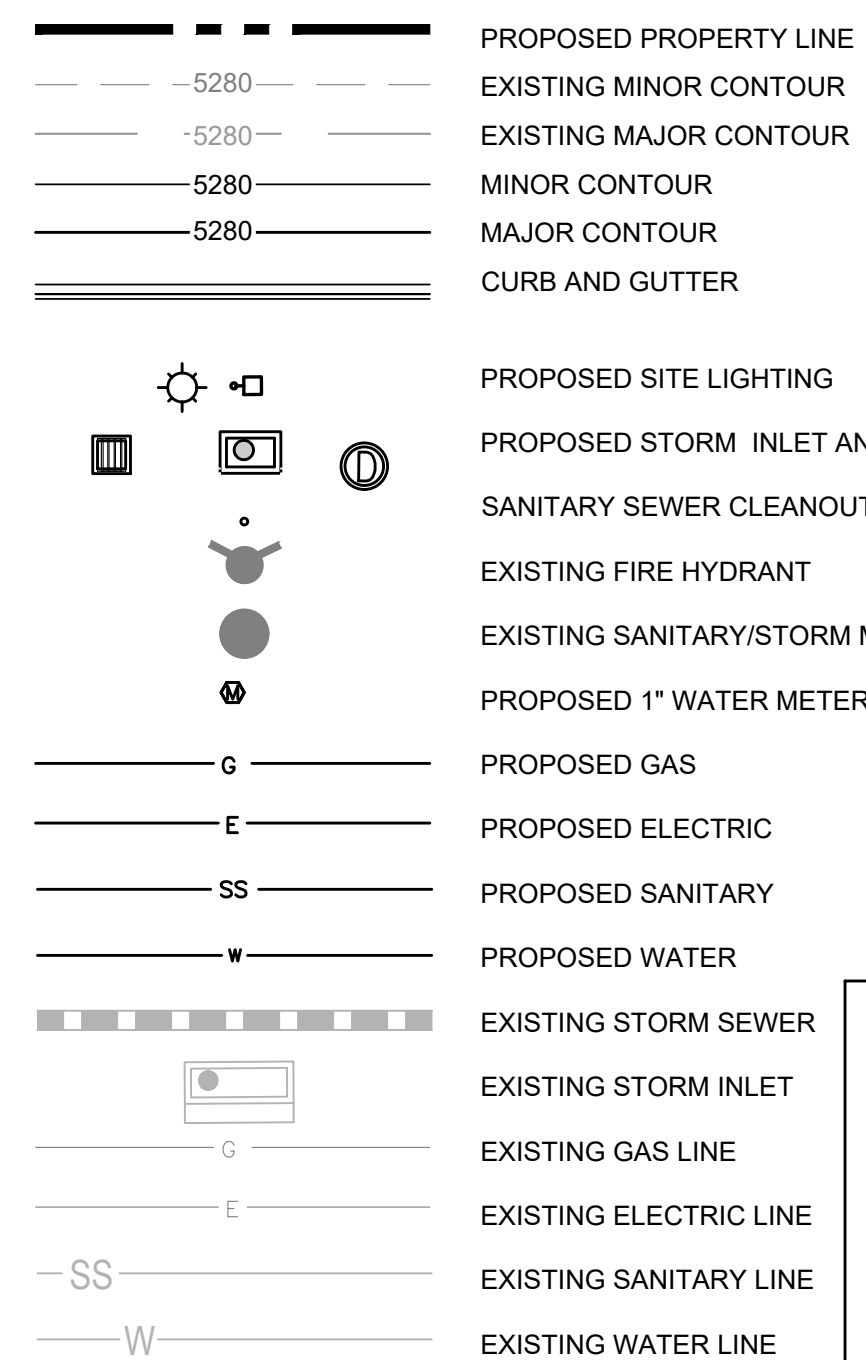 PROPOSED PROPERTY LINE
5280 EXISTING MINOR CONTOUR
5280 EXISTING MAJOR CONTOUR
5280 MINOR CONTOUR
5280 MAJOR CONTOUR
CURB AND GUTTER
PROPOSED SITE LIGHTING
D PROPOSED STORM INLET AN
SANITARY SEWER CLEANOUT
EXISTING FIRE HYDRANT
EXISTING SANITARY/STORM
M PROPOSED 1" WATER METER
G PROPOSED GAS
E PROPOSED ELECTRIC
SS PROPOSED SANITARY
W PROPOSED WATER
EXISTING STORM SEWER
EXISTING STORM INLET
G EXISTING GAS LINE
E EXISTING ELECTRIC LINE
SS EXISTING SANITARY LINE
W EXISTING WATER LINE